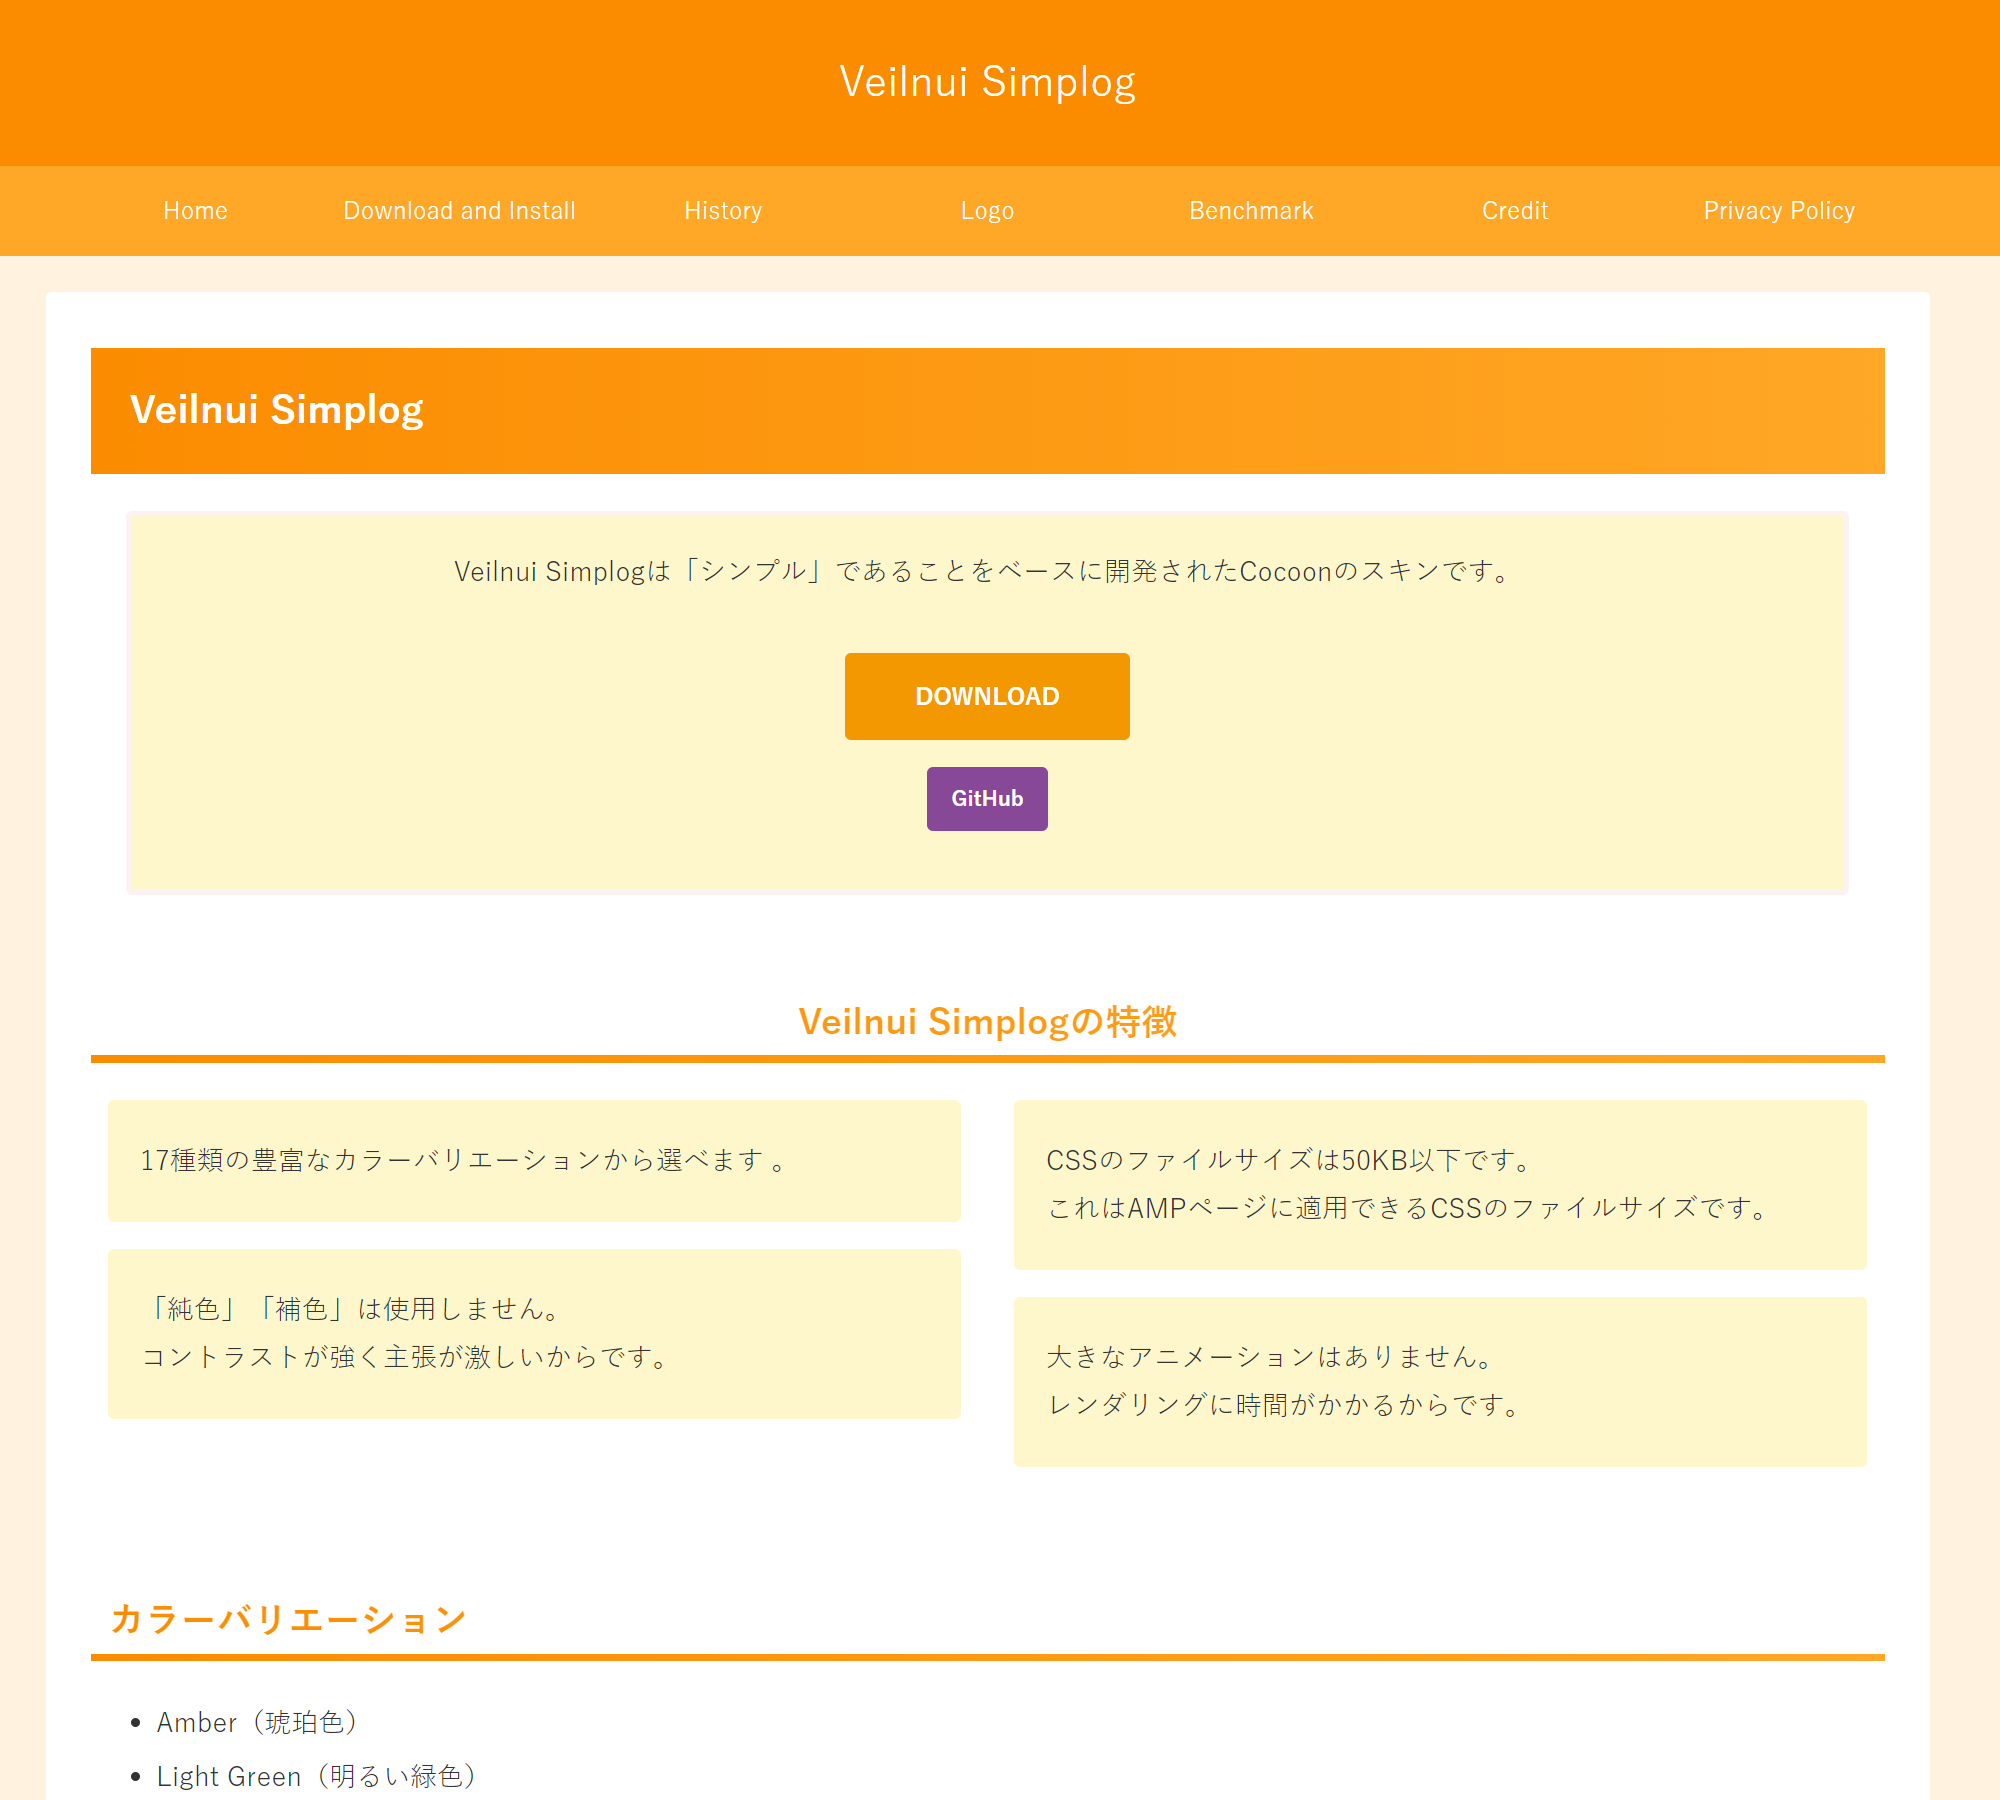 Veilnui Simplog
Home
Download and Install
History
Logo
Benchmark
Credit
Privacy Policy
Veilnui Simplog
Veilnui Simplogは「シンプル」であることをベースに開発されたCocoonのスキンです。
DOWNLOAD
GitHub
Veilnui Simplogの特徴
17種類の豊富なカラーバリエーションから選べます 。
「純色」「補色」は使用しません。
コントラストが強く主張が激しいからです。
CSSのファイルサイズは50KB以下です。
これはAMPページに適用できるCSSのファイルサイズです。
大きなアニメーションはありません。
レンダリングに時間がかかるからです。
カラーバリエーション
Amber（琥珀色）
Light Green（明るい緑色）